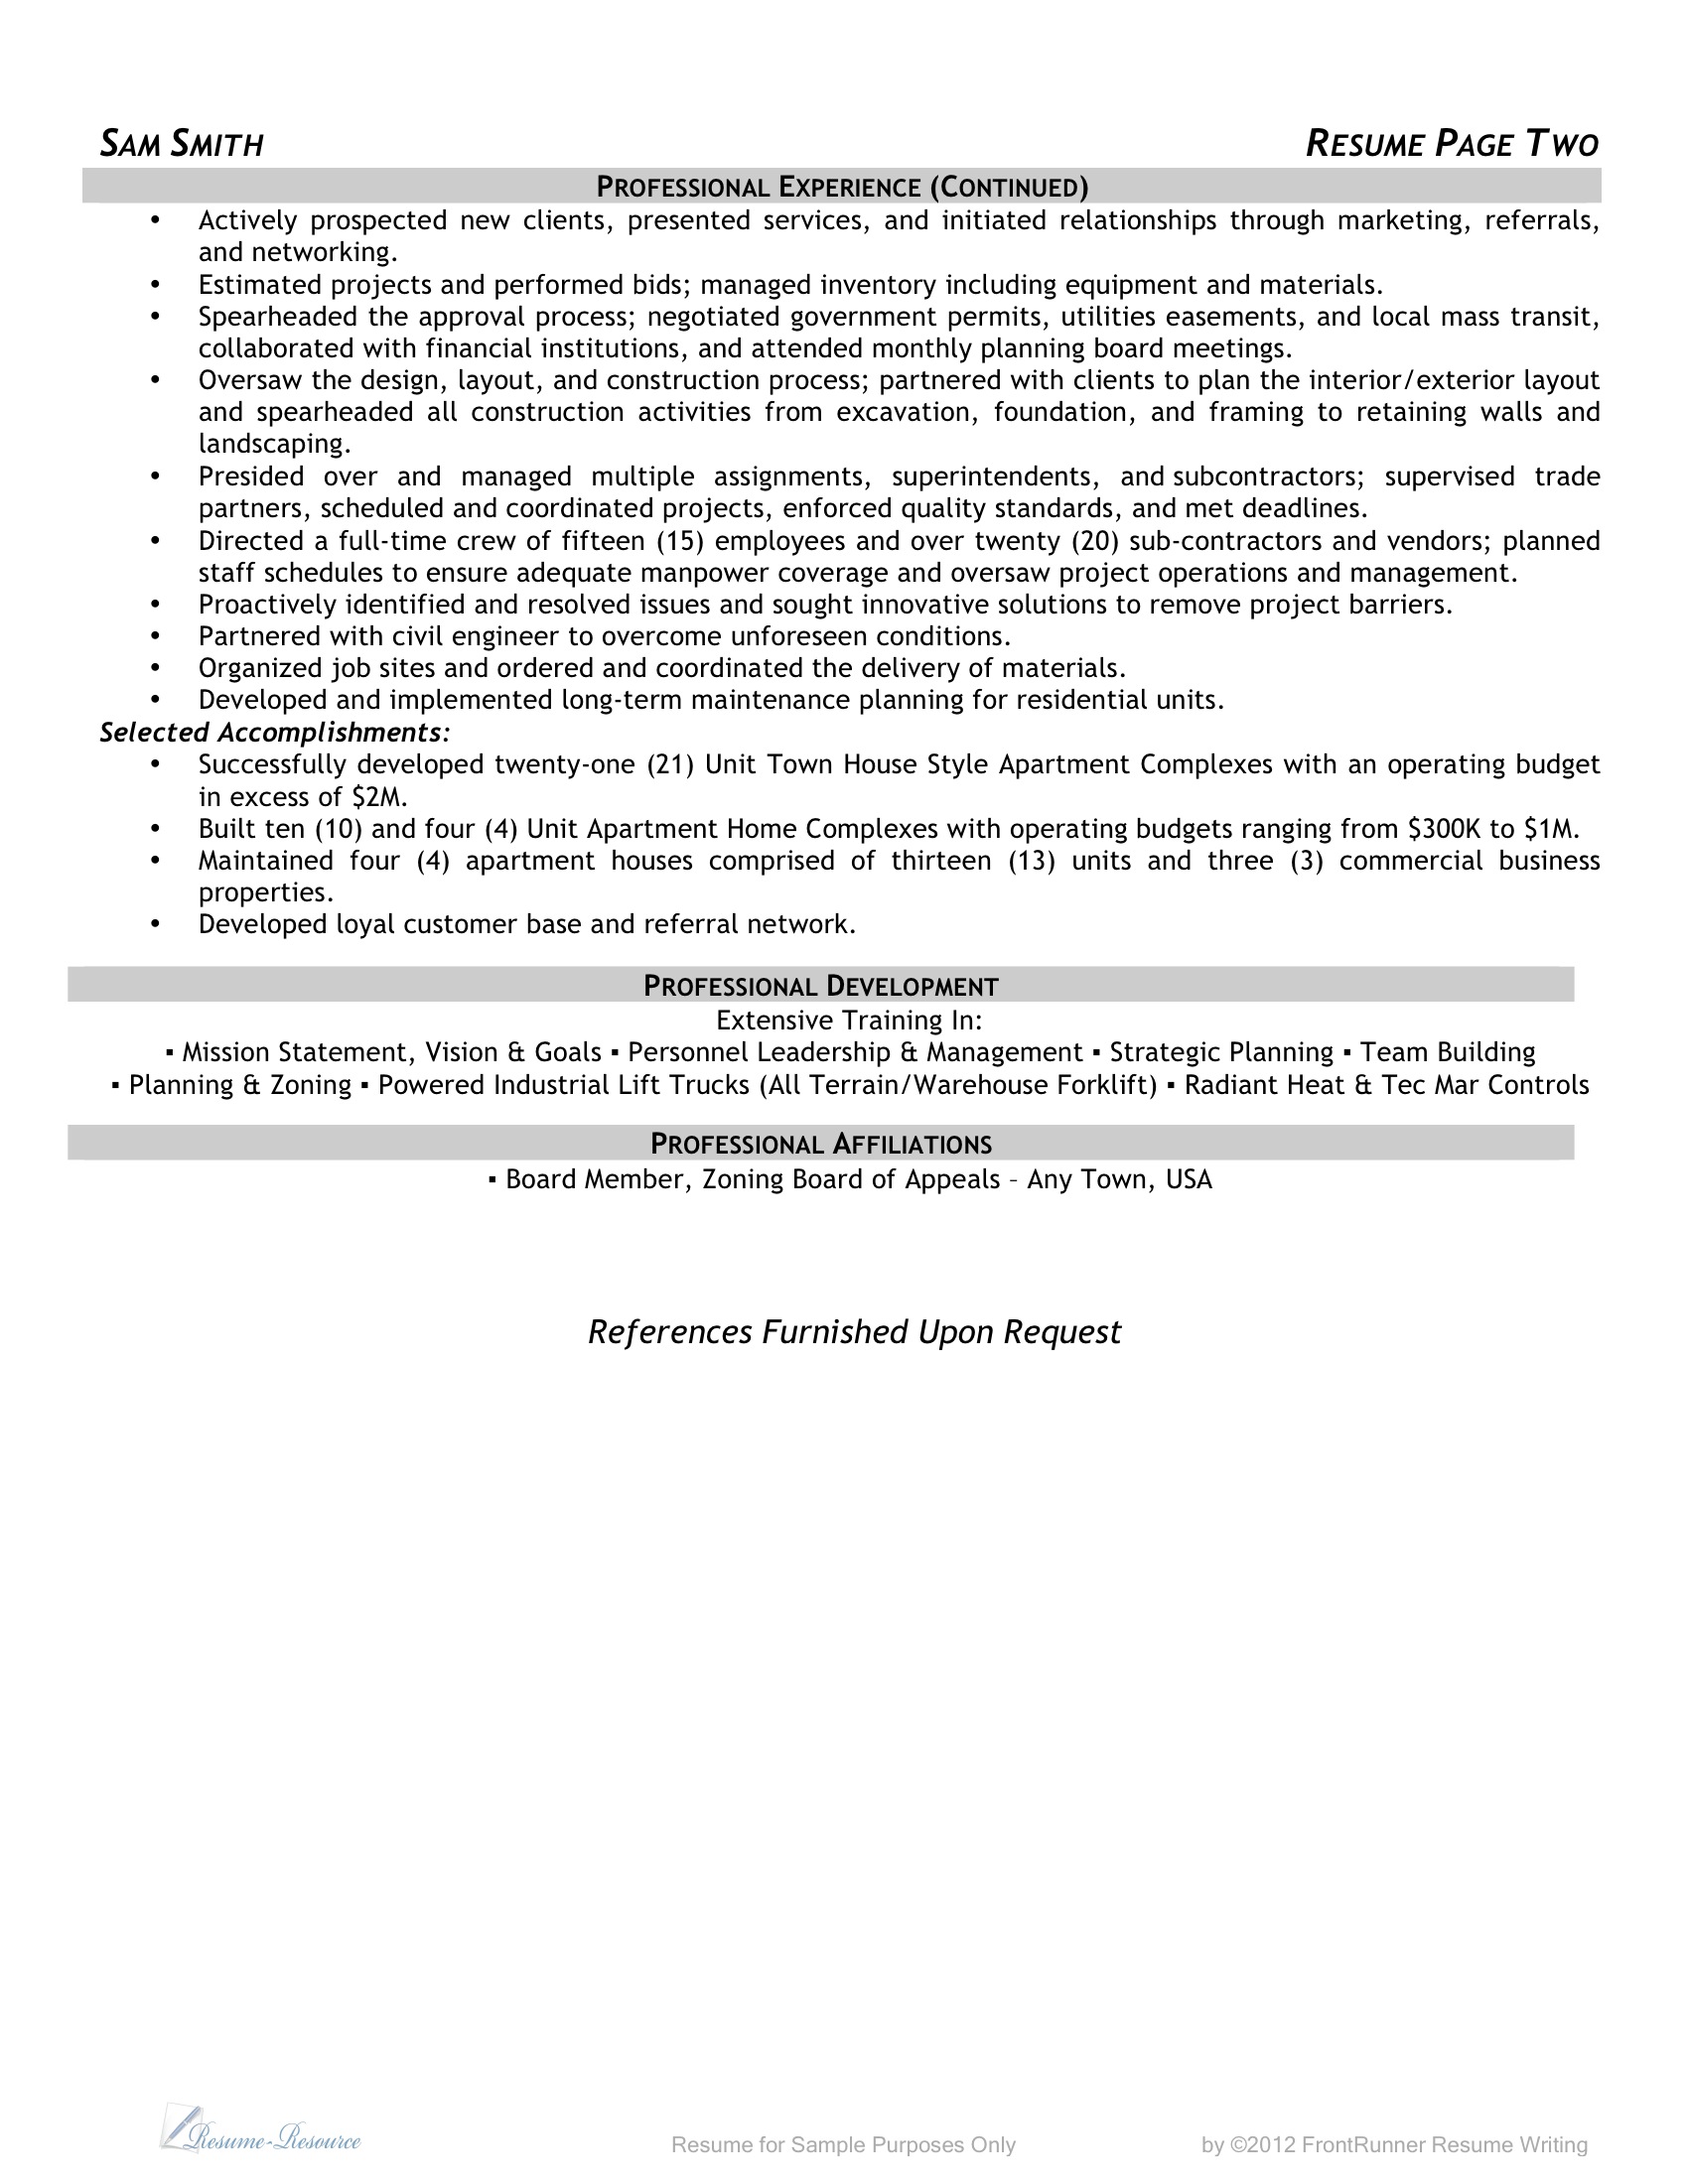 SAM SMITH RESUME PAGE TWO
PROFESSIONAL EXPERIENCE (CONTINUED)
• Actively prospected new clients, presented services, and initiated relationships through marketing, referrals,
and networking.
• Estimated projects and performed bids; managed inventory including equipment and materials.
• Spearheaded the approval process; negotiated government permits, utilities easements, and local mass transit,
collaborated with financial institutions, and attended monthly planning board meetings.
• Oversaw the design, layout, and construction process; partnered with clients to plan the interior/exterior layout
and spearheaded all construction activities from excavation, foundation, and framing to retaining walls and
landscaping.
• Presided over and managed multiple assignments, superintendents, and subcontractors; supervised trade
partners, scheduled and coordinated projects, enforced quality standards, and met deadlines.
• Directed a full-time crew of fifteen (15) employees and over twenty (20) sub-contractors and vendors; planned
staff schedules to ensure adequate manpower coverage and oversaw project operations and management.
• Proactively identified and resolved issues and sought innovative solutions to remove project barriers.
• Partnered with civil engineer to overcome unforeseen conditions.
• Organized job sites and ordered and coordinated the delivery of materials.
• Developed and implemented long-term maintenance planning for residential units.
Selected Accomplishments:
• Successfully developed twenty-one (21) Unit Town House Style Apartment Complexes with an operating budget
in excess of $2M.
• Built ten (10) and four (4) Unit Apartment Home Complexes with operating budgets ranging from $300K to $1M.
• Maintained four (4) apartment houses comprised of thirteen (13) units and three (3) commercial business
properties.
• Developed loyal customer base and referral network.
PROFESSIONAL DEVELOPMENT
Extensive Training In:
▪ Mission Statement, Vision & Goals ▪ Personnel Leadership & Management ▪ Strategic Planning ▪ Team Building
▪ Planning & Zoning ▪ Powered Industrial Lift Trucks (All Terrain/Warehouse Forklift) ▪ Radiant Heat & Tec Mar Controls
PROFESSIONAL AFFILIATIONS
▪ Board Member, Zoning Board of Appeals – Any Town, USA
References Furnished Upon Request
Resume-Resource Resume for Sample Purposes Only by ©2012 FrontRunner Resume Writing